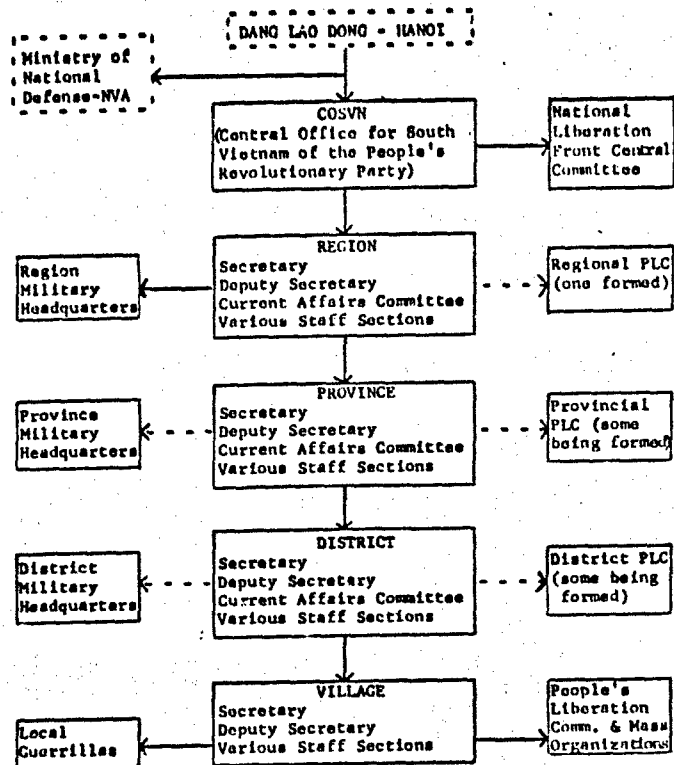 DANG LAO DONG - HANOI
Ministry of
National
Defense-NVA
COSVN
(Central Office for South
Vietnam of the People's
Revolutionary Party)
National
Liberation
Front Central
Committee
REGION
Secretary
Deputy Secretary
Current Affairs Committee
Various Staff Sections
Region
Military
Headquarters
Regional PLC
(one formed)
PROVINCE
Secretary
Deputy Secretary
Current Affairs Committee
Various Staff Sections
Province
Military
Headquarters
Provincial
PLC (some
being formed)
DISTRICT
Secretary
Deputy Secretary
Current Affairs Committee
Various Staff Sections
District
Military
Headquarters
District PLC
(some being
formed)
VILLAGE
Secretary
Deputy Secretary
Various Staff Sections
Local
Guerrillas
People's
Liberation
Comm. & Mass
Organizations